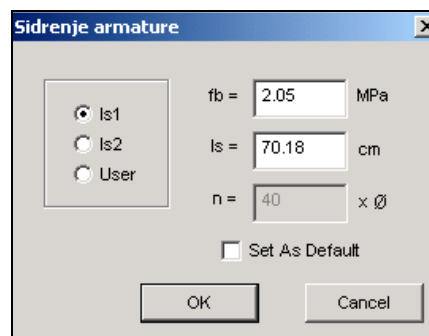 Sidrenje armature
ls1
ls2
User
fb = 2.05 MPa
ls = 70.18 cm
n = 40 x Ø
Set As Default
OK Cancel